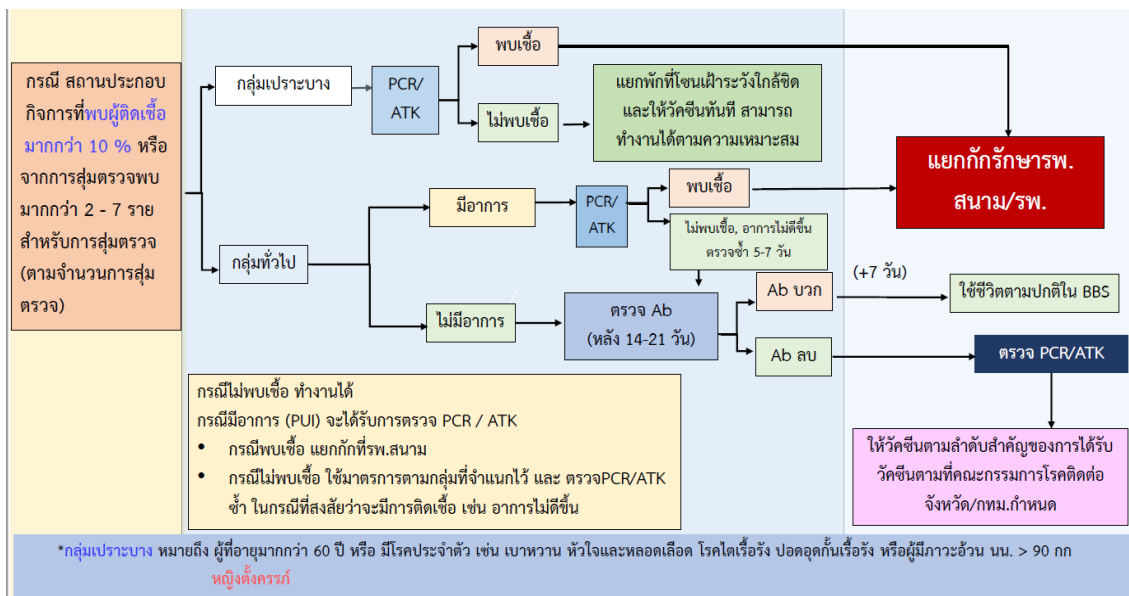 กรณี สถานประกอบ
กิจการที่พบผู้ติดเชื้อ
มากกว่า 10 % หรือ
จากการสุ่มตรวจพบ
มากกว่า 2 - 7 ราย
สำหรับการสุ่มตรวจ
(ตามจำนวนการสุ่ม
ตรวจ)
กลุ่มเปราะบาง
PCR/
ATK
พบเชื้อ
ไม่พบเชื้อ
แยกพักที่โซนเฝ้าระวังใกล้ชิด
และให้วัคซีนทันที สามารถ
ทำงานได้ตามความเหมาะสม
แยกกักรักษารพ.
สนาม/รพ.
กลุ่มทั่วไป
มีอาการ
PCR/
ATK
พบเชื้อ
ไม่พบเชื้อ, อาการไม่ดีขึ้น
ตรวจซ้ำ 5-7 วัน
ไม่มีอาการ
ตรวจ Ab
(หลัง 14-21 วัน)
Ab บวก
(+7 วัน)
ใช้ชีวิตตามปกติใน BBS
Ab ลบ
ตรวจ PCR/ATK
ให้วัคซีนตามลำดับสำคัญของการได้รับ
วัคซีนตามที่คณะกรรมการโรคติดต่อ
จังหวัด/กทม.กำหนด
กรณีไม่พบเชื้อ ทำงานได้
กรณีมีอาการ (PUI) จะได้รับการตรวจ PCR / ATK
• กรณีพบเชื้อ แยกกักที่รพ.สนาม
• กรณีไม่พบเชื้อ ใช้มาตรการตามกลุ่มที่จำแนกไว้ และ ตรวจPCR/ATK
ซ้ำ ในกรณีที่สงสัยว่าจะมีการติดเชื้อ เช่น อาการไม่ดีขึ้น
*กลุ่มเปราะบาง หมายถึง ผู้ที่อายุมากกว่า 60 ปี หรือ มีโรคประจำตัว เช่น เบาหวาน หัวใจและหลอดเลือด โรคไตเรื้อรัง ปอดอุดกั้นเรื้อรัง หรือผู้มีภาวะอ้วน นน. > 90 กก
หญิงตั้งครรภ์